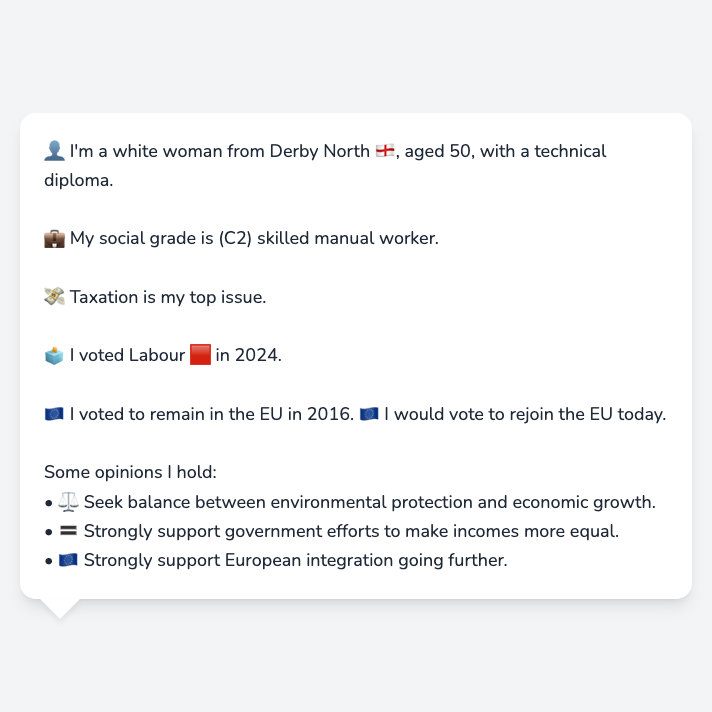 👤 I'm a white woman from Derby North 🏴󠁧󠁢󠁥󠁮󠁧󠁿, aged 50, with a technical
diploma.
💼 My social grade is (C2) skilled manual worker.
💸 Taxation is my top issue.
🗳️ I voted Labour 🟥 in 2024.
🇪🇺 I voted to remain in the EU in 2016. 🇪🇺 I would vote to rejoin the EU today.
Some opinions I hold:
• ⚖️ Seek balance between environmental protection and economic growth.
• 🟰 Strongly support government efforts to make incomes more equal.
• 🇪🇺 Strongly support European integration going further.